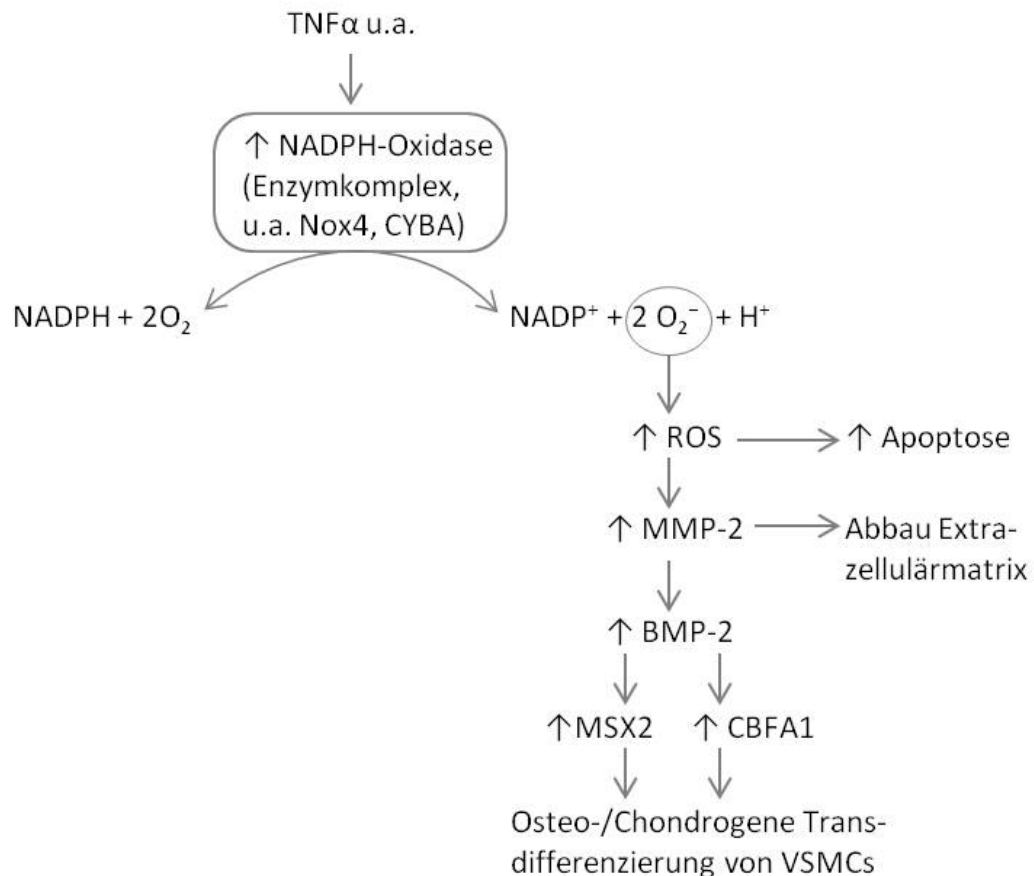 TNFα u.a.
↑ NADPH-Oxidase
(Enzymkomplex,
u.a. Nox4, CYBA)
NADPH + 2O₂
NADP⁺ + 2 O₂⁻ + H⁺
↑ ROS
↑ Apoptose
↑ MMP-2
Abbau Extra-
zellulärmatrix
↑ BMP-2
↑MSX2
↑ CBFA1
Osteo-/Chondrogene Trans-
differenzierung von VSMCs